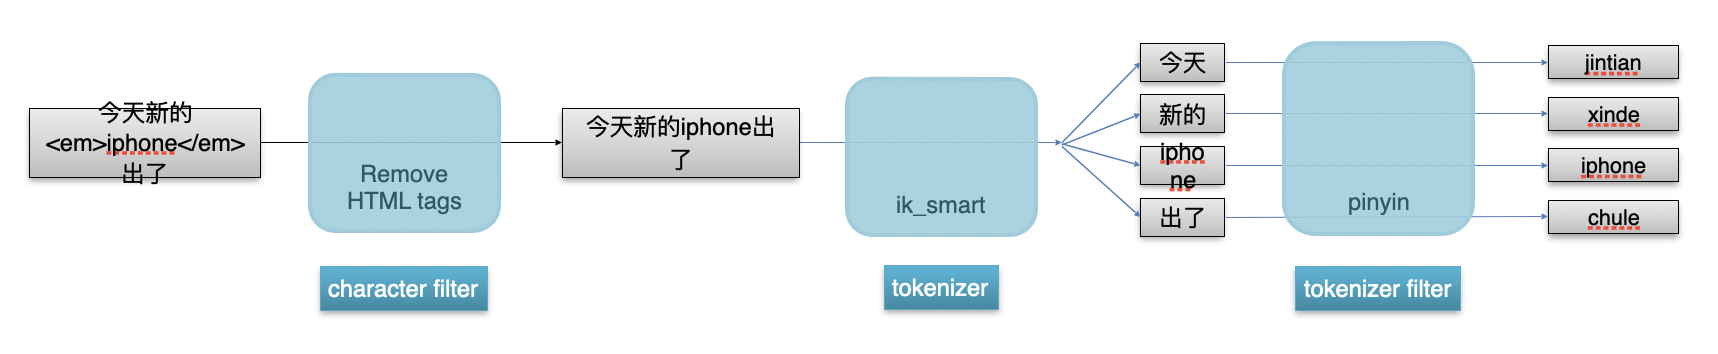 今天新的
<em>iphone</em>
出了
Remove
HTML tags
character filter
今天新的iphone出
了
ik_smart
tokenizer
今天
新的
ipho
ne
出了
pinyin
tokenizer filter
jintian
xinde
iphone
chule